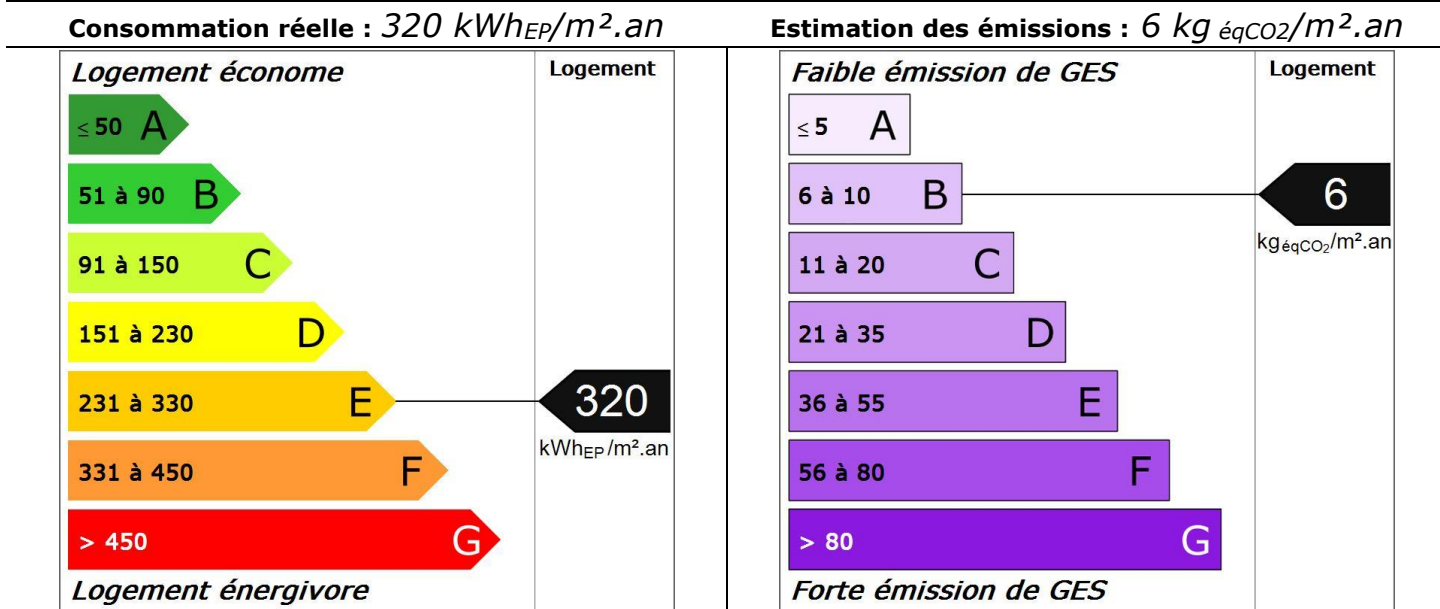 Consommation réelle : 320 kWhEP/m².an
Logement économe
Logement
≤ 50 A
51 à 90 B
91 à 150 C
151 à 230 D
231 à 330 E
320
kWhEP/m².an
331 à 450 F
> 450 G
Logement énergivore
Estimation des émissions : 6 kg éqCO2/m².an
Faible émission de GES
Logement
≤ 5 A
6 à 10 B
6
kgéqCO₂/m².an
11 à 20 C
21 à 35 D
36 à 55 E
56 à 80 F
> 80 G
Forte émission de GES